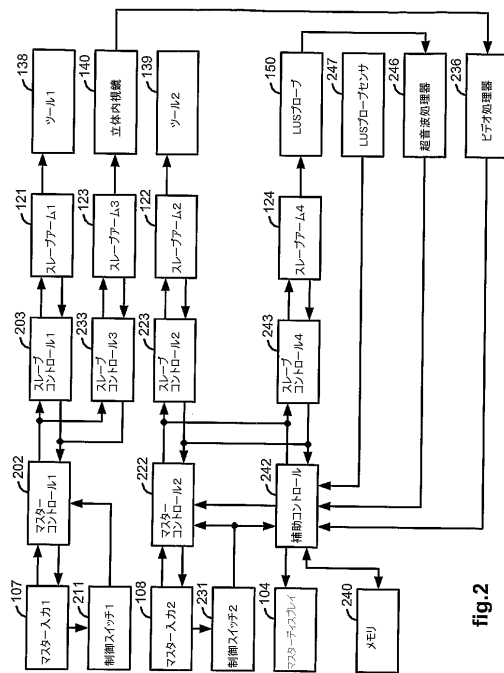 138
ツール1
140
立体内視鏡
139
ツール2
150
LUSプローブ
247
LUSプローブセンサ
246
超音波処理器
236
ビデオ処理器
121
スレーブアーム1
123
スレーブアーム3
122
スレーブアーム2
124
スレーブアーム4
203
スレーブ
コントロール1
233
スレーブ
コントロール3
223
スレーブ
コントロール2
243
スレーブ
コントロール4
202
マスター
コントロール1
222
マスター
コントロール2
242
補助コントロール
107
マスター入力1
211
制御スイッチ1
108
マスター入力2
231
制御スイッチ2
104
マスターディスプレイ
240
メモリ
fig.2